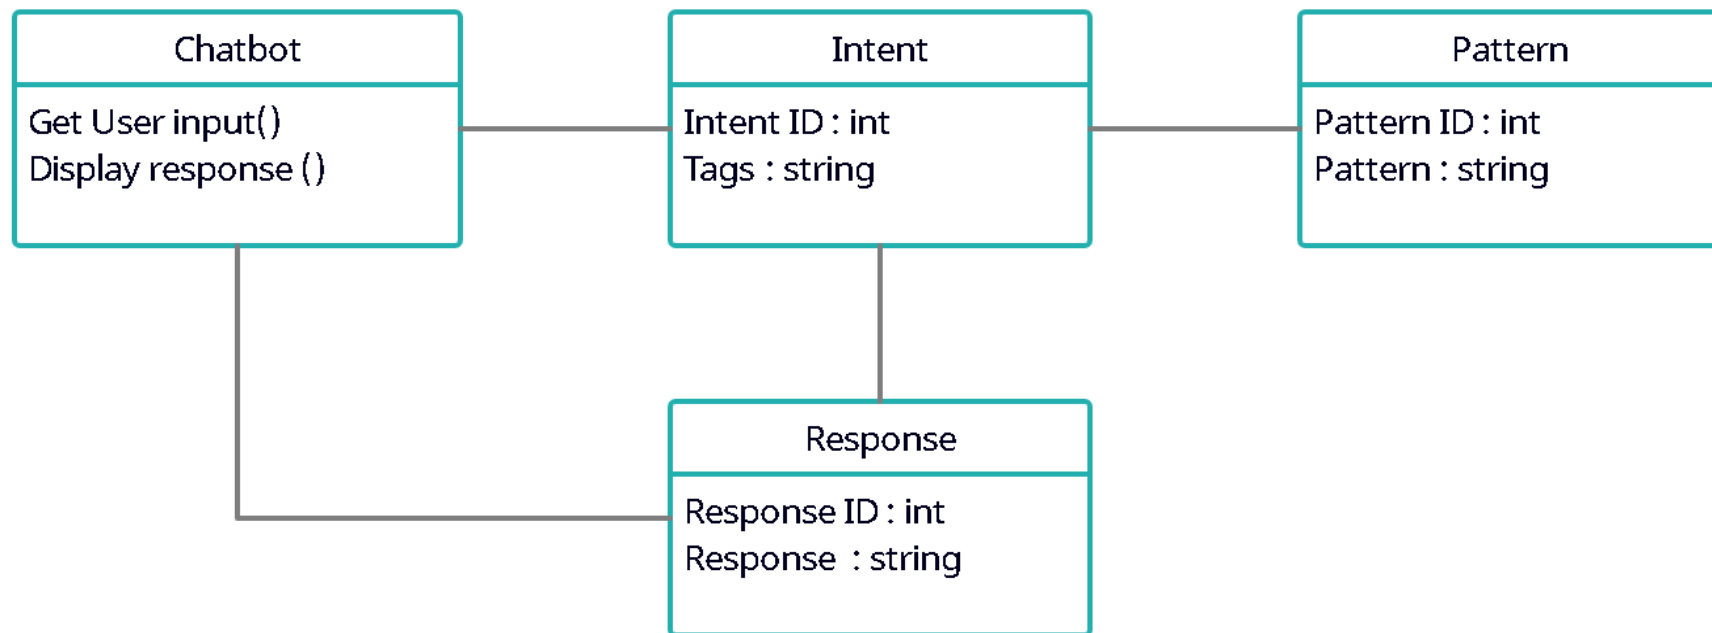 Chatbot
Get User input()
Display response ()
Intent
Intent ID : int
Tags : string
Pattern
Pattern ID : int
Pattern : string
Response
Response ID : int
Response : string